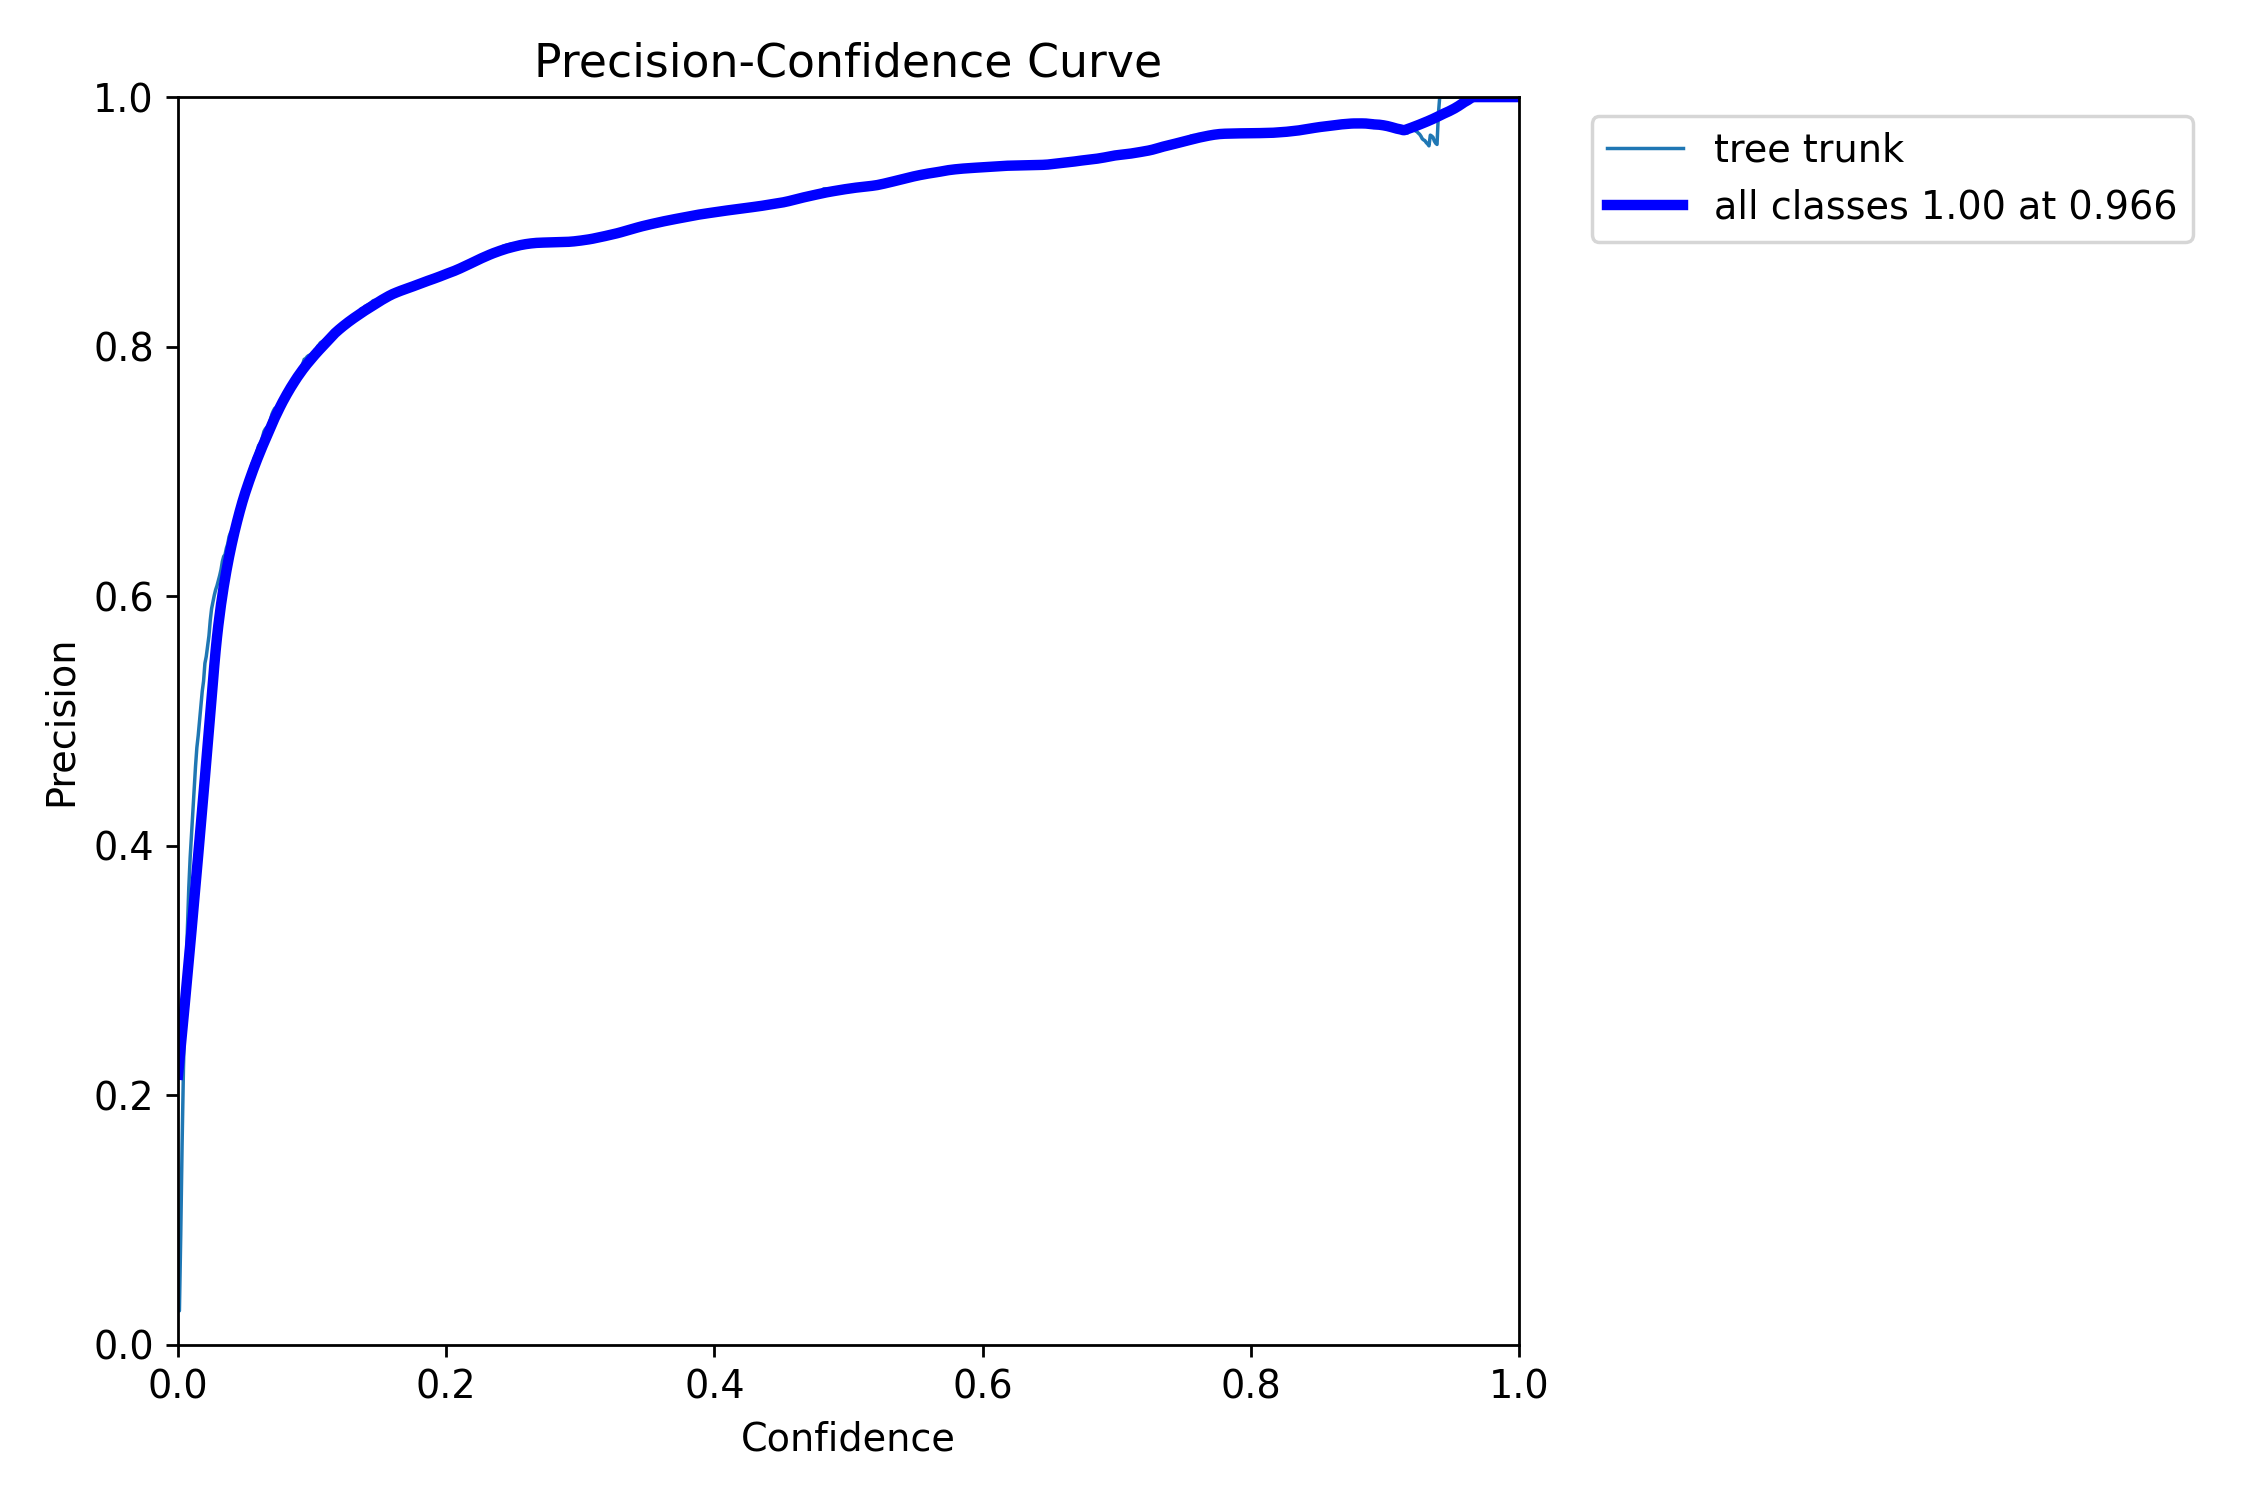 Precision-Confidence Curve
1.0
0.8
0.6
0.4
0.2
0.0
Precision
0.0 0.2 0.4 0.6 0.8 1.0
Confidence
tree trunk
all classes 1.00 at 0.966